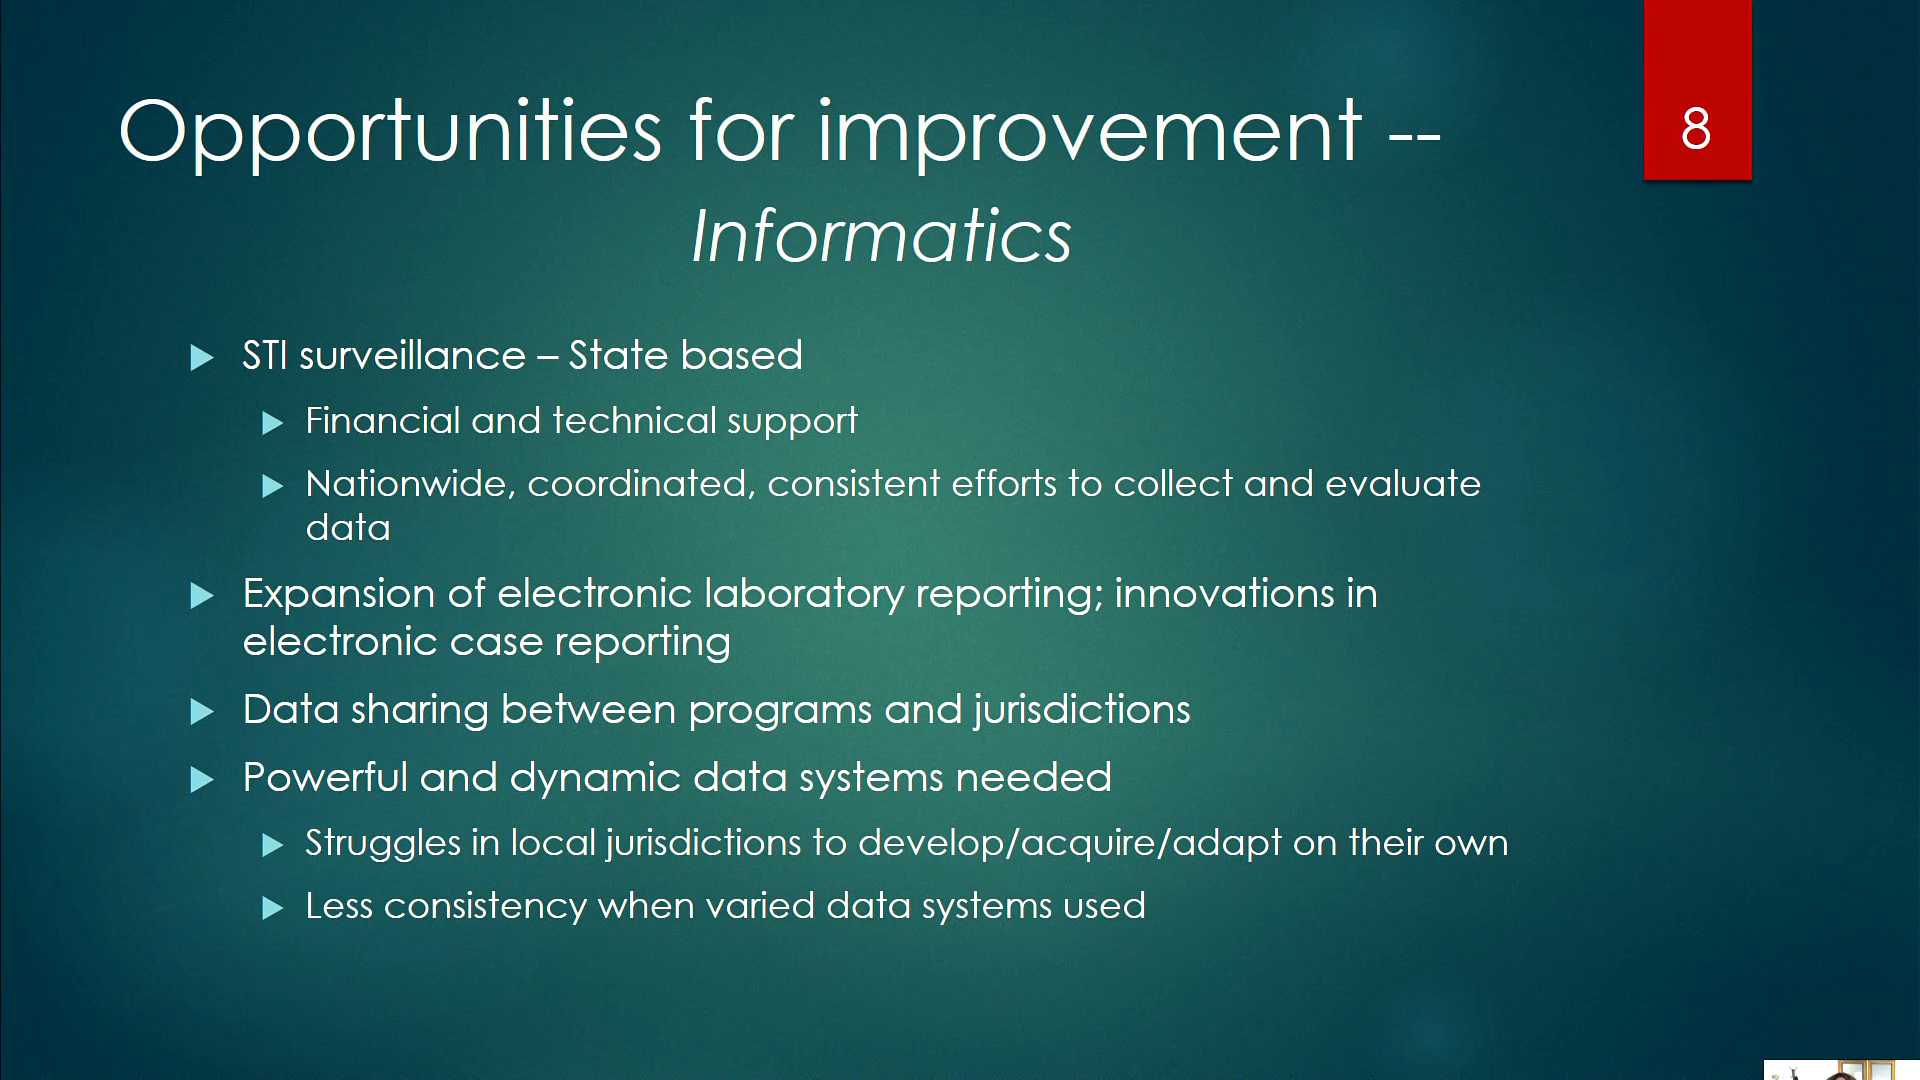 Opportunities for improvement --
8
Informatics
STI surveillance – State based
Financial and technical support
Nationwide, coordinated, consistent efforts to collect and evaluate
data
Expansion of electronic laboratory reporting; innovations in
electronic case reporting
Data sharing between programs and jurisdictions
Powerful and dynamic data systems needed
Struggles in local jurisdictions to develop/acquire/adapt on their own
Less consistency when varied data systems used